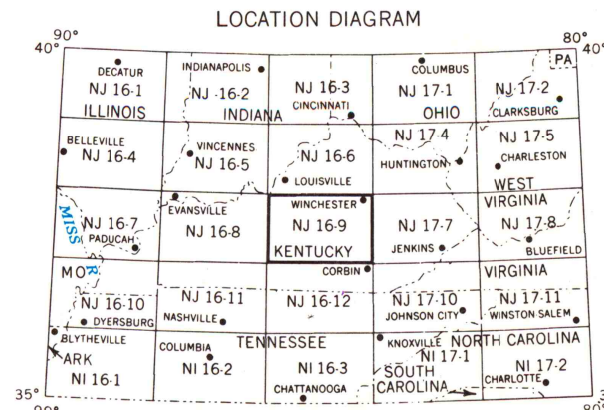 LOCATION DIAGRAM
90° 80°
40° 40°
DECATUR INDIANAPOLIS COLUMBUS PA
NJ 16-1 NJ 16-2 NJ 16-3 NJ 17-1 NJ 17-2
ILLINOIS INDIANA CINCINNATI OHIO CLARKSBURG
BELLEVILLE VINCENNES NJ 17-4 NJ 17-5
NJ 16-4 NJ 16-5 NJ 16-6 HUNTINGTON CHARLESTON
LOUISVILLE WEST
EVANSVILLE WINCHESTER VIRGINIA
MISS R
NJ 16-7 NJ 16-8 NJ 16-9 NJ 17-7 NJ 17-8
PADUCAH KENTUCKY JENKINS BLUEFIELD
MO CORBIN VIRGINIA
NJ 16-10 NJ 16-11 NJ 16-12 NJ 17-10 NJ 17-11
DYERSBURG NASHVILLE JOHNSON CITY WINSTON SALEM
BLYTHEVILLE COLUMBIA TENNESSEE KNOXVILLE NORTH CAROLINA
ARK NI 16-2 NI 16-3 NI 17-1 NI 17-2
NI 16-1 CHATTANOOGA SOUTH CAROLINA CHARLOTTE
35°